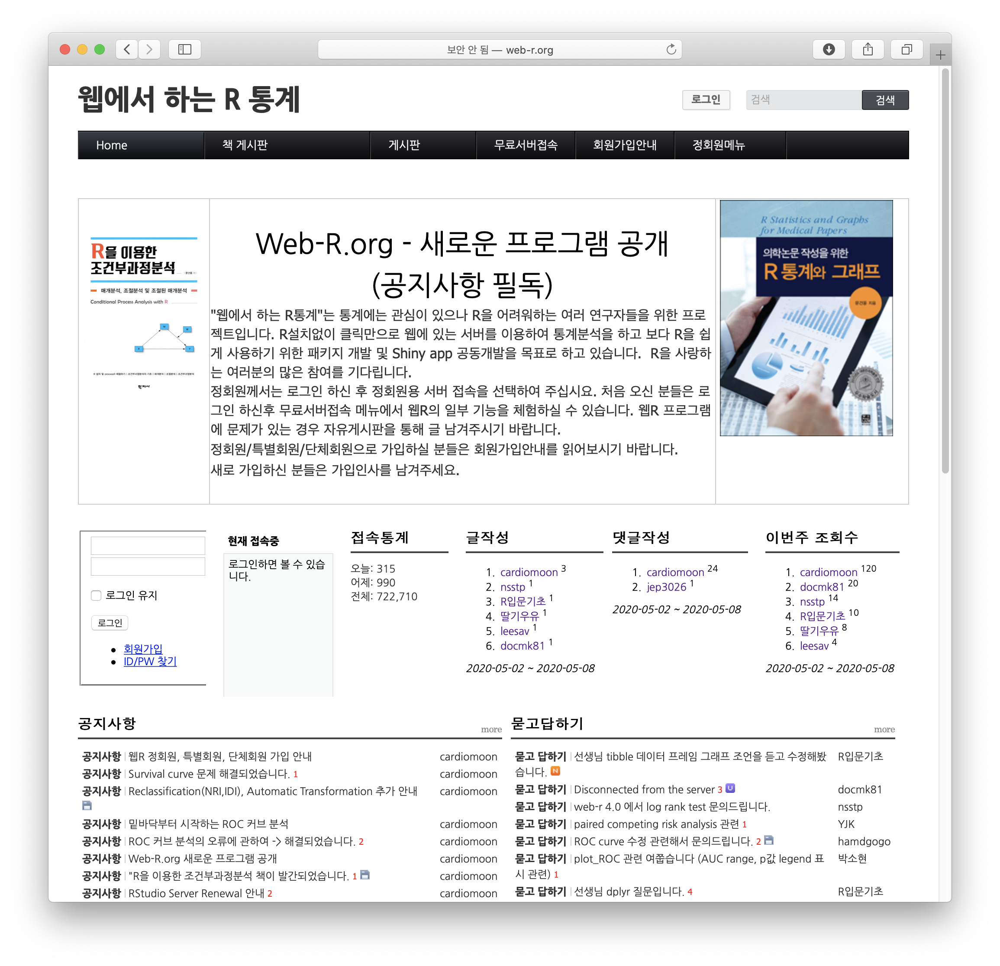 보안 안 됨 — web-r.org
웹에서 하는 R 통계
로그인
검색
검색
Home
책 게시판
게시판
무료서버접속
회원가입안내
정회원메뉴
R을 이용한
조건부과정분석
매개분석, 조절분석 및 조절된 매개분석
Conditional Process Analysis with R
학지사
Web-R.org - 새로운 프로그램 공개
(공지사항 필독)
"웹에서 하는 R통계"는 통계에는 관심이 있으나 R을 어려워하는 여러 연구자들을 위한 프로
젝트입니다. R설치없이 클릭만으로 웹에 있는 서버를 이용하여 통계분석을 하고 보다 R을 쉽
게 사용하기 위한 패키지 개발 및 Shiny app 공동개발을 목표로 하고 있습니다. R을 사랑하
는 여러분의 많은 참여를 기다립니다.
정회원께서는 로그인 하신 후 정회원용 서버 접속을 선택하여 주십시요. 처음 오신 분들은 로
그인 하신후 무료서버접속 메뉴에서 웹R의 일부 기능을 체험하실 수 있습니다. 웹R 프로그램
에 문제가 있는 경우 자유게시판을 통해 글 남겨주시기 바랍니다.
정회원/특별회원/단체회원으로 가입하실 분들은 회원가입안내를 읽어보시기 바랍니다.
새로 가입하신 분들은 가입인사를 남겨주세요.
R Statistics and Graphs
for Medical Papers
의학논문 작성을 위한
R 통계와 그래프
문건웅 지음
로그인 유지
로그인
회원가입
ID/PW 찾기
현재 접속중
로그인하면 볼 수 있습
니다.
접속통계
오늘: 315
어제: 990
전체: 722,710
글작성
1. cardiomoon 3
2. nsstp 1
3. R입문기초 1
4. 딸기우유 1
5. leesav 1
6. docmk81 1
2020-05-02 ~ 2020-05-08
댓글작성
1. cardiomoon 24
2. jep3026 1
2020-05-02 ~ 2020-05-08
이번주 조회수
1. cardiomoon 120
2. docmk81 20
3. nsstp 14
4. R입문기초 10
5. 딸기우유 8
6. leesav 4
2020-05-02 ~ 2020-05-08
공지사항 more
공지사항 웹R 정회원, 특별회원, 단체회원 가입 안내 cardiomoon
공지사항 Survival curve 문제 해결되었습니다. 1 cardiomoon
공지사항 Reclassification(NRI,IDI), Automatic Transformation 추가 안내 cardiomoon
공지사항 밑바닥부터 시작하는 ROC 커브 분석 cardiomoon
공지사항 ROC 커브 분석의 오류에 관하여 -> 해결되었습니다. 2 cardiomoon
공지사항 Web-R.org 새로운 프로그램 공개 cardiomoon
공지사항 "R을 이용한 조건부과정분석 책이 발간되었습니다. 1 cardiomoon
공지사항 RStudio Server Renewal 안내 2 cardiomoon
묻고답하기 more
묻고 답하기 선생님 tibble 데이터 프레임 그래프 조언을 듣고 수정해봤 R입문기초
습니다. N
묻고 답하기 Disconnected from the server 3 U docmk81
묻고 답하기 web-r 4.0 에서 log rank test 문의드립니다. nsstp
묻고 답하기 paired competing risk analysis 관련 1 YJK
묻고 답하기 ROC curve 수정 관련해서 문의드립니다. 2 hamdgogo
묻고 답하기 plot_ROC 관련 여쭙습니다 (AUC range, p값 legend 표 박소현
시 관련) 1
묻고 답하기 선생님 dplyr 질문입니다. 4 R입문기초